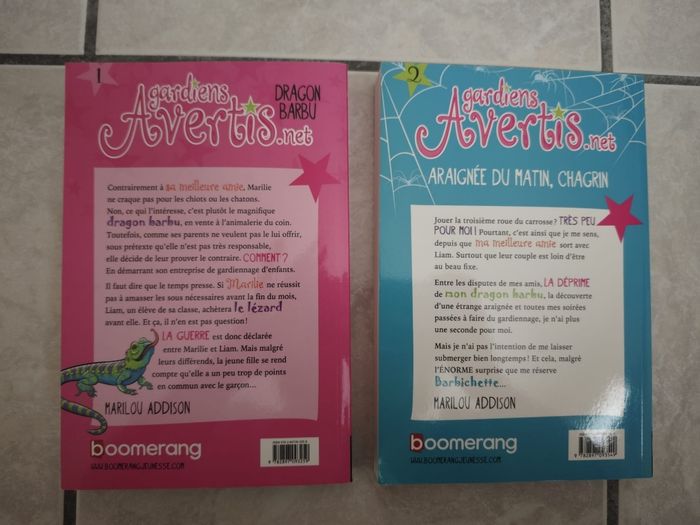 1
gardiens
Avertis.net
DRAGON
BARBU
Contrairement à sa meilleure amie, Marilie
ne craque pas pour les chiots ou les chatons.
Non, ce qui l'intéresse, c'est plutôt le magnifique
dragon barbu, en vente à l'animalerie du coin.
Toutefois, comme ses parents ne veulent pas le lui offrir,
sous prétexte qu'elle n'est pas très responsable,
elle décide de leur prouver le contraire. COMMENT ?
En démarrant son entreprise de gardiennage d'enfants.
Il faut dire que le temps presse. Si Marilie ne réussit
pas à amasser les sous nécessaires avant la fin du mois,
Liam, un élève de sa classe, achètera le lézard
avant elle. Et ça, il n'en est pas question !
LA GUERRE est donc déclarée
entre Marilie et Liam. Mais malgré
leurs différends, la jeune fille se rend
compte qu'elle a un peu trop de points
en commun avec le garçon...
MARILOU ADDISON
boomerang
WWW.BOOMERANGJEUNESSE.COM
2
gardiens
Avertis.net
ARAIGNÉE DU MATIN, CHAGRIN
Jouer la troisième roue du carrosse? TRÈS PEU
POUR MOI ! Pourtant, c'est ainsi que je me sens,
depuis que ma meilleure amie sort avec
Liam. Surtout que leur couple est loin d'être
au beau fixe.
Entre les disputes de mes amis, LA DÉPRIME
de mon dragon barbu, la découverte
d'une étrange araignée et toutes mes soirées
passées à faire du gardiennage, je n'ai plus
une seconde pour moi.
Mais je n'ai pas l'intention de me laisser
submerger bien longtemps! Et cela, malgré
l'ÉNORME surprise que me réserve
Barbichette...
MARILOU ADDISON
boomerang
WWW.BOOMERANGJEUNESSE.COM